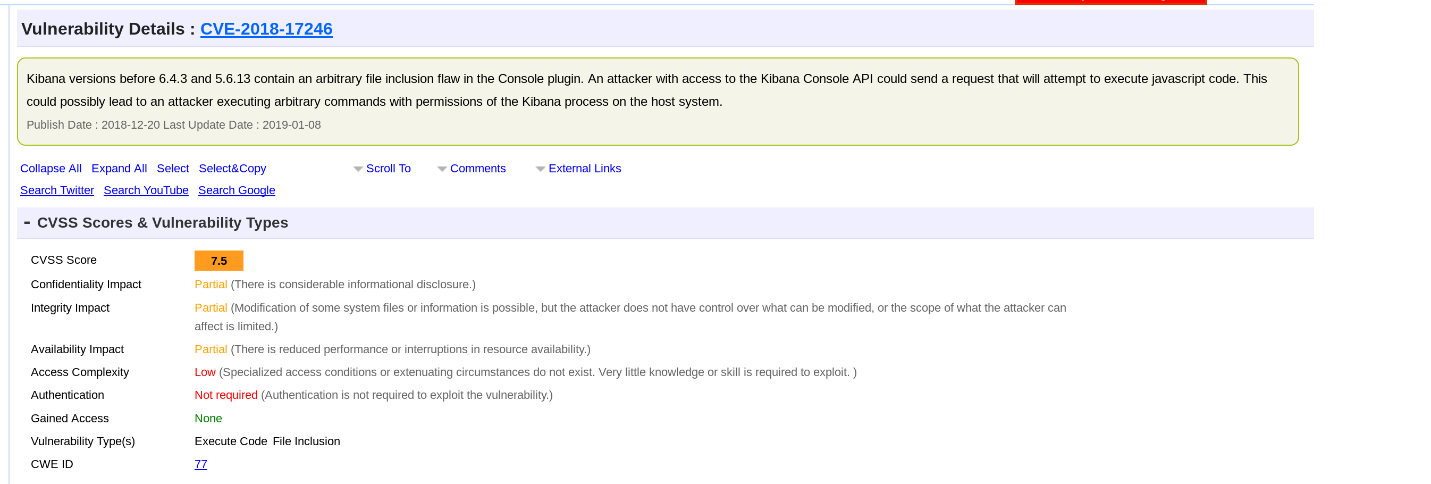 Vulnerability Details : CVE-2018-17246
Kibana versions before 6.4.3 and 5.6.13 contain an arbitrary file inclusion flaw in the Console plugin. An attacker with access to the Kibana Console API could send a request that will attempt to execute javascript code. This
could possibly lead to an attacker executing arbitrary commands with permissions of the Kibana process on the host system.
Publish Date : 2018-12-20 Last Update Date : 2019-01-08
Collapse All Expand All Select Select&Copy Scroll To Comments External Links
Search Twitter Search YouTube Search Google
- CVSS Scores & Vulnerability Types
CVSS Score 7.5
Confidentiality Impact Partial (There is considerable informational disclosure.)
Integrity Impact Partial (Modification of some system files or information is possible, but the attacker does not have control over what can be modified, or the scope of what the attacker can
affect is limited.)
Availability Impact Partial (There is reduced performance or interruptions in resource availability.)
Access Complexity Low (Specialized access conditions or extenuating circumstances do not exist. Very little knowledge or skill is required to exploit. )
Authentication Not required (Authentication is not required to exploit the vulnerability.)
Gained Access None
Vulnerability Type(s) Execute Code File Inclusion
CWE ID 77